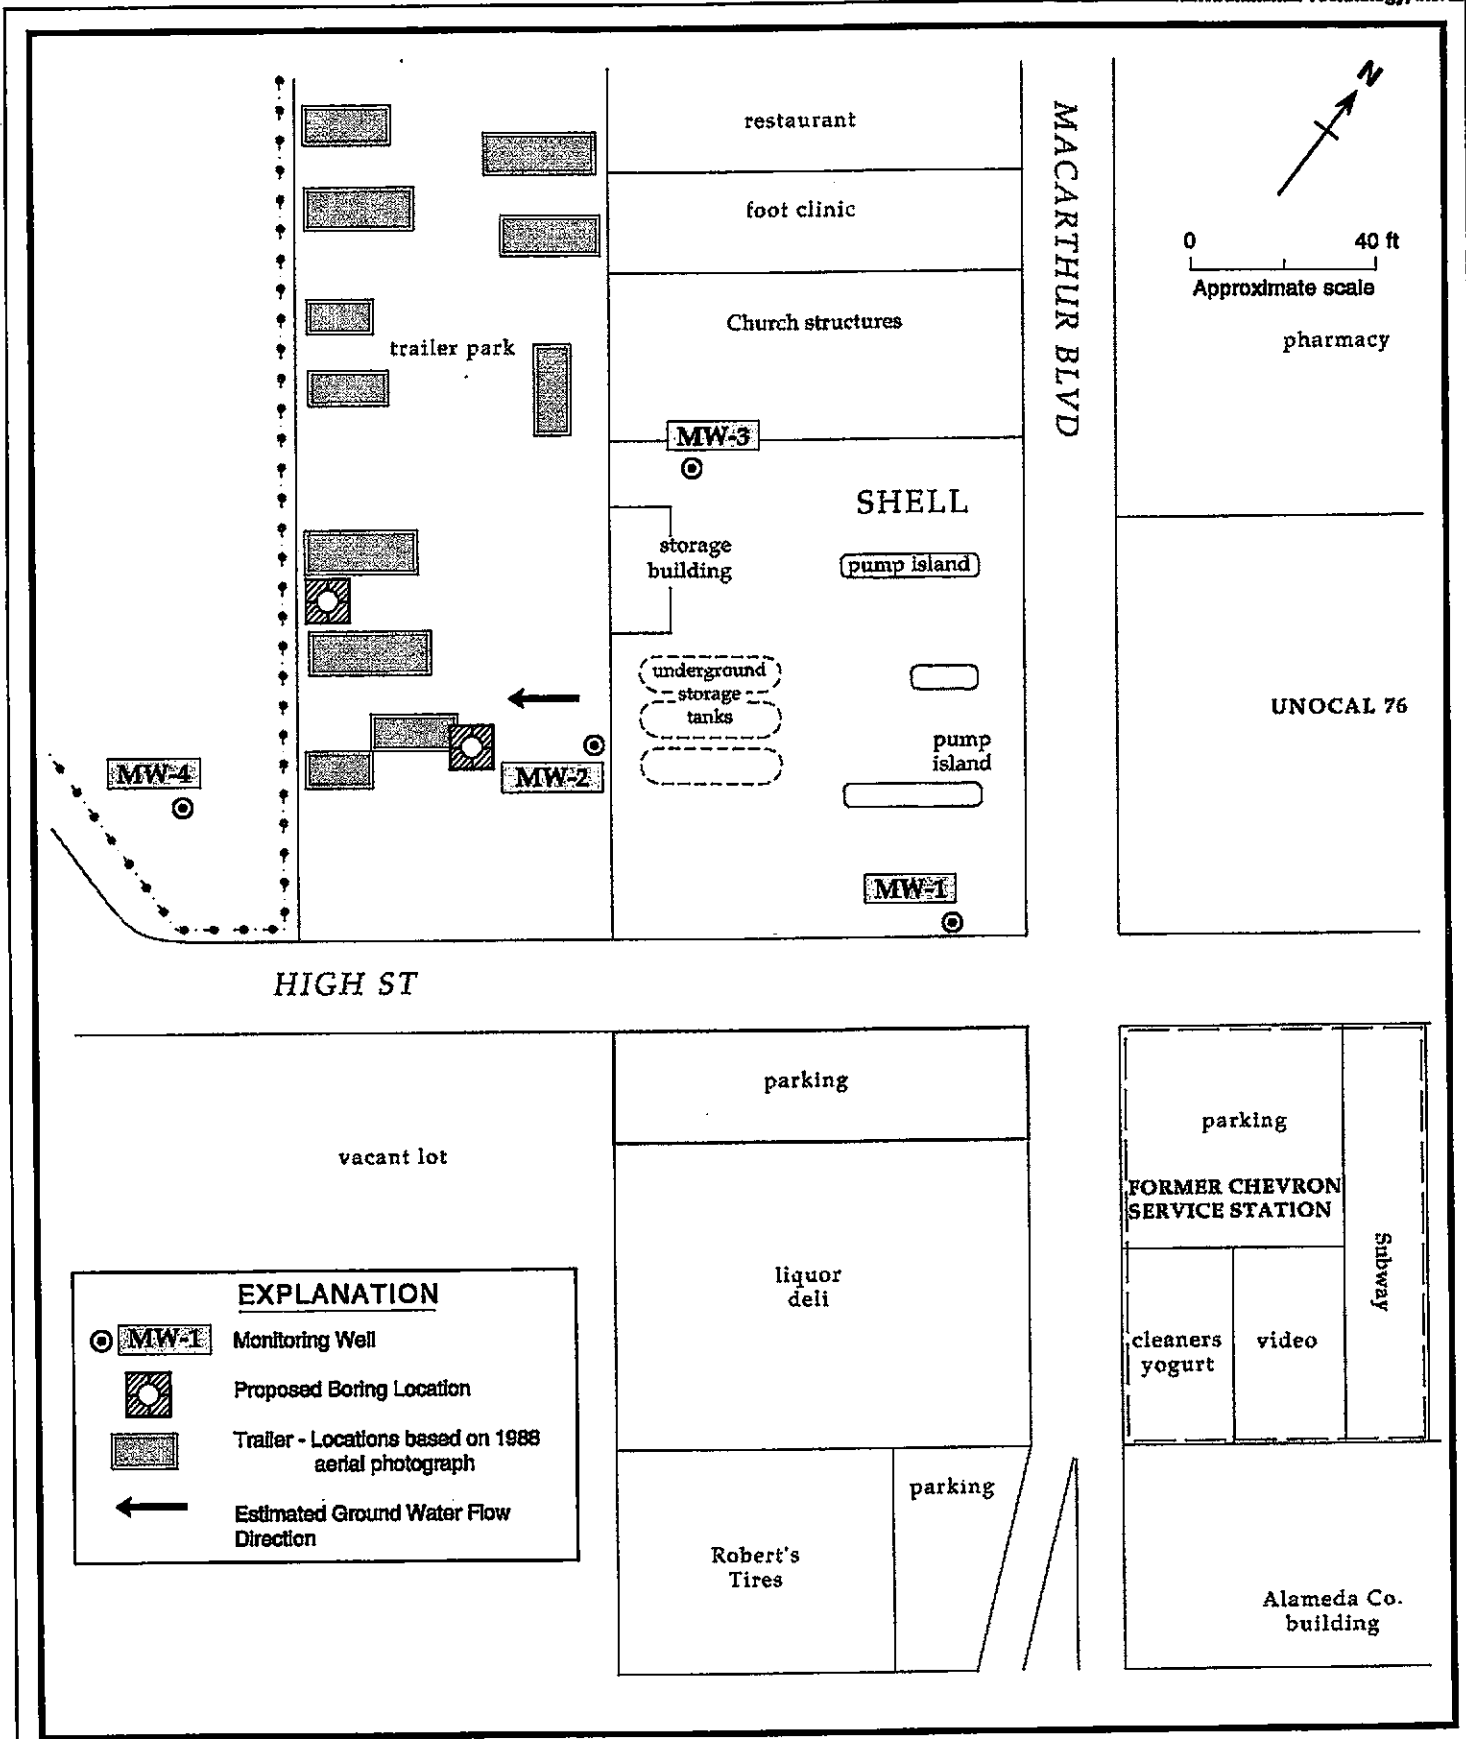 N
0 40 ft
Approximate scale
MACARTHUR BLVD
restaurant
foot clinic
Church structures
pharmacy
trailer park
MW-3
SHELL
storage
building
pump island
underground
storage
tanks
pump
island
UNOCAL 76
MW-4
MW-2
MW-1
HIGH ST
parking
vacant lot
parking
FORMER CHEVRON
SERVICE STATION
Subway
liquor
deli
cleaners
yogurt
video
EXPLANATION
MW-1 Monitoring Well
Proposed Boring Location
Trailer - Locations based on 1988
aerial photograph
Estimated Ground Water Flow
Direction
parking
Robert's
Tires
Alameda Co.
building